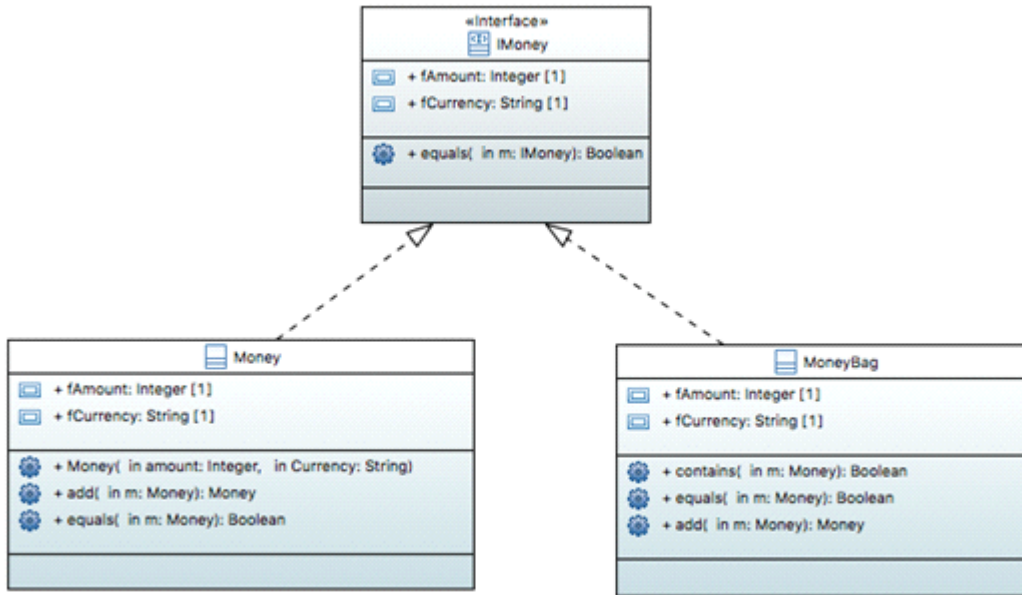 «Interface»
IMoney
+ fAmount: Integer [1]
+ fCurrency: String [1]
+ equals( in m: IMoney): Boolean
Money
+ fAmount: Integer [1]
+ fCurrency: String [1]
+ Money( in amount: Integer, in Currency: String)
+ add( in m: Money): Money
+ equals( in m: Money): Boolean
MoneyBag
+ fAmount: Integer [1]
+ fCurrency: String [1]
+ contains( in m: Money): Boolean
+ equals( in m: Money): Boolean
+ add( in m: Money): Money